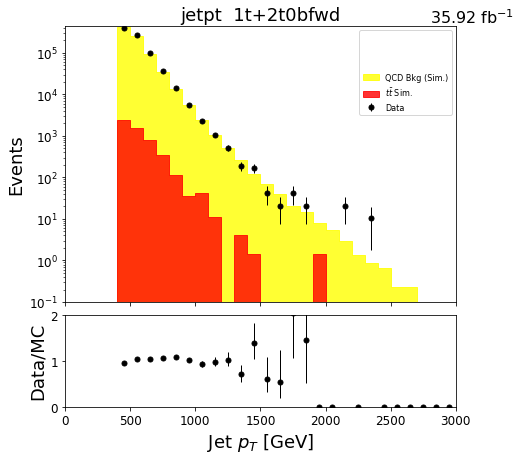 jetpt  1t+2t0bfwd
35.92 fb⁻¹
QCD Bkg (Sim.)
tt̄ Sim.
Data
Events
10⁵
10⁴
10³
10²
10¹
10⁰
10⁻¹
Data/MC
2
1
0
0 500 1000 1500 2000 2500 3000
Jet p_T [GeV]